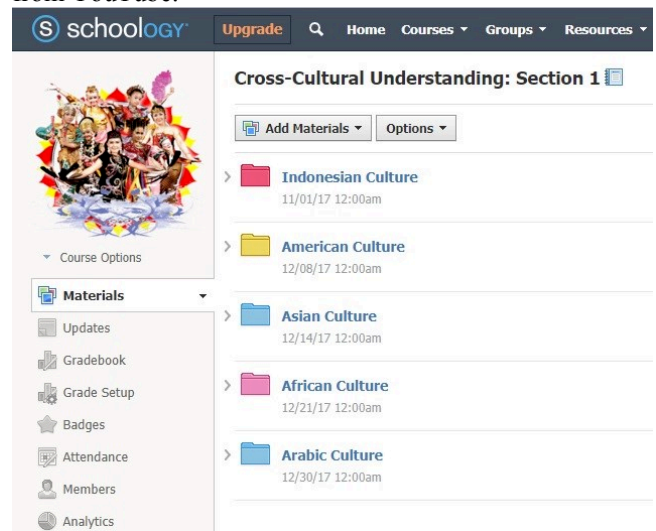 from YouTube.
S schoology
Upgrade Home Courses Groups Resources
Cross-Cultural Understanding: Section 1
Add Materials Options
Indonesian Culture
11/01/17 12:00am
American Culture
12/08/17 12:00am
Asian Culture
12/14/17 12:00am
African Culture
12/21/17 12:00am
Arabic Culture
12/30/17 12:00am
Course Options
Materials
Updates
Gradebook
Grade Setup
Badges
Attendance
Members
Analytics